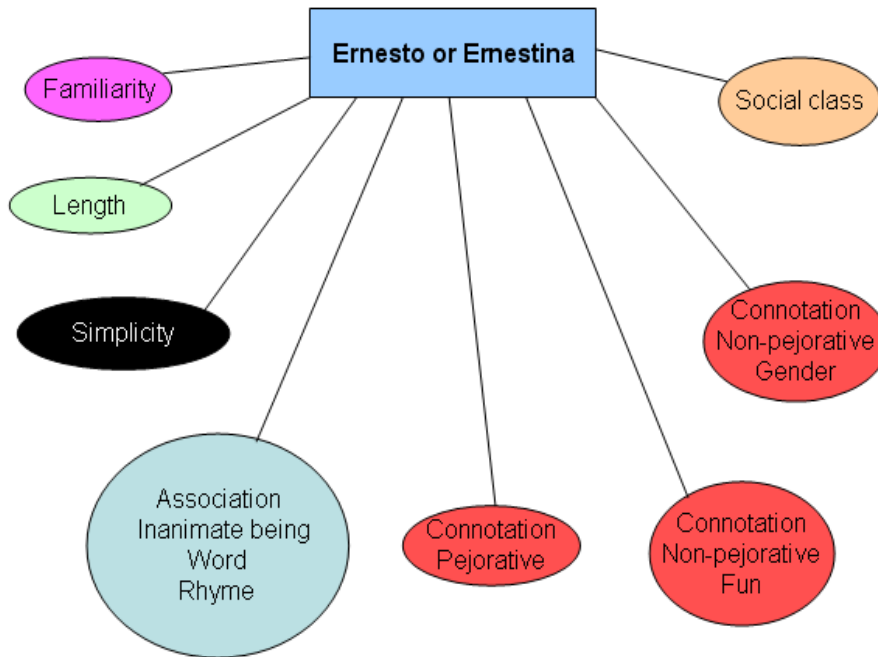 Ernesto or Ernestina
Familiarity
Social class
Length
Simplicity
Connotation
Non-pejorative
Gender
Association
Inanimate being
Word
Rhyme
Connotation
Pejorative
Connotation
Non-pejorative
Fun